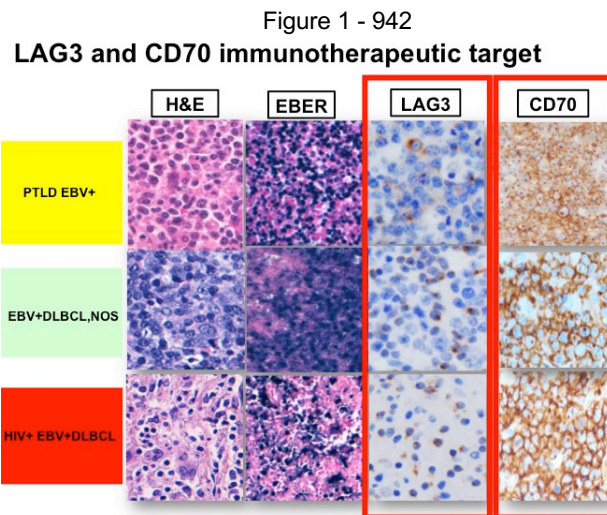 Figure 1 - 942
LAG3 and CD70 immunotherapeutic target
H&E EBER LAG3 CD70
PTLD EBV+
EBV+DLBCL,NOS
HIV+ EBV+DLBCL